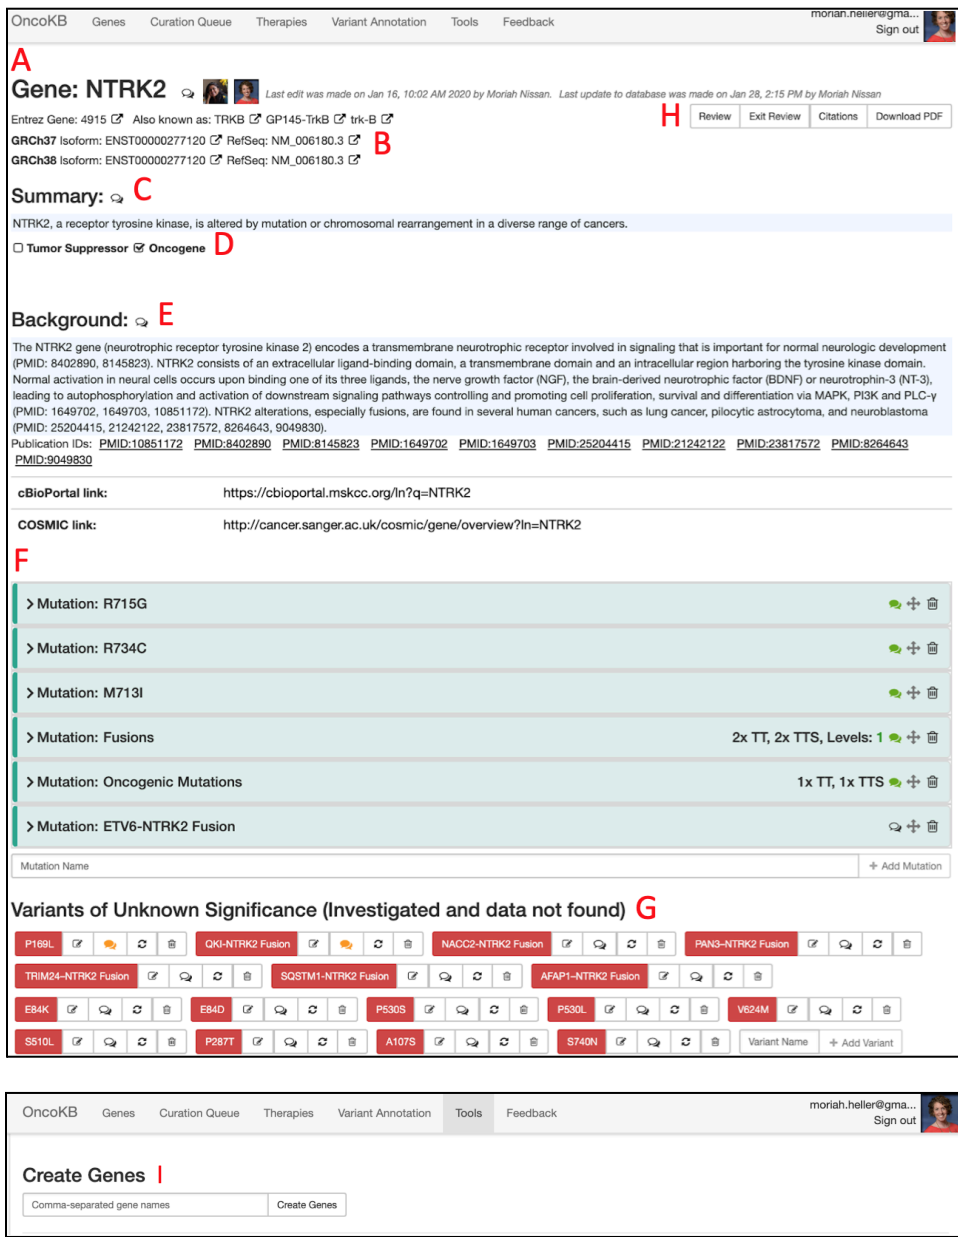 OncoKB Genes Curation Queue Therapies Variant Annotation Tools Feedback moriah.heller@gma...
Sign out
A
Gene: NTRK2 Last edit was made on Jan 16, 10:02 AM 2020 by Moriah Nissan. Last update to database was made on Jan 28, 2:15 PM by Moriah Nissan
Entrez Gene: 4915 Also known as: TRKB GP145-TrkB trk-B H Review Exit Review Citations Download PDF
GRCh37 Isoform: ENST00000277120 RefSeq: NM_006180.3 B
GRCh38 Isoform: ENST00000277120 RefSeq: NM_006180.3
Summary: C
NTRK2, a receptor tyrosine kinase, is altered by mutation or chromosomal rearrangement in a diverse range of cancers.
Tumor Suppressor Oncogene D
Background: E
The NTRK2 gene (neurotrophic receptor tyrosine kinase 2) encodes a transmembrane neurotrophic receptor involved in signaling that is important for normal neurologic development
(PMID: 8402890, 8145823). NTRK2 consists of an extracellular ligand-binding domain, a transmembrane domain and an intracellular region harboring the tyrosine kinase domain.
Normal activation in neural cells occurs upon binding one of its three ligands, the nerve growth factor (NGF), the brain-derived neurotrophic factor (BDNF) or neurotrophin-3 (NT-3),
leading to autophosphorylation and activation of downstream signaling pathways controlling and promoting cell proliferation, survival and differentiation via MAPK, PI3K and PLC-γ
(PMID: 1649702, 1649703, 10851172). NTRK2 alterations, especially fusions, are found in several human cancers, such as lung cancer, pilocytic astrocytoma, and neuroblastoma
(PMID: 25204415, 21242122, 23817572, 8264643, 9049830).
Publication IDs: PMID:10851172 PMID:8402890 PMID:8145823 PMID:1649702 PMID:1649703 PMID:25204415 PMID:21242122 PMID:23817572 PMID:8264643
PMID:9049830
cBioPortal link: https://cbioportal.mskcc.org/ln?q=NTRK2
COSMIC link: http://cancer.sanger.ac.uk/cosmic/gene/overview?ln=NTRK2
F
Mutation: R715G
Mutation: R734C
Mutation: M713I
Mutation: Fusions 2x TT, 2x TTS, Levels: 1
Mutation: Oncogenic Mutations 1x TT, 1x TTS
Mutation: ETV6-NTRK2 Fusion
Mutation Name + Add Mutation
Variants of Unknown Significance (Investigated and data not found) G
P169L QKI-NTRK2 Fusion NACC2-NTRK2 Fusion PAN3–NTRK2 Fusion
TRIM24–NTRK2 Fusion SQSTM1-NTRK2 Fusion AFAP1–NTRK2 Fusion
E84K E84D P530S P530L V624M
S510L P287T A107S S740N Variant Name + Add Variant
OncoKB Genes Curation Queue Therapies Variant Annotation Tools Feedback moriah.heller@gma...
Sign out
Create Genes I
Comma-separated gene names Create Genes